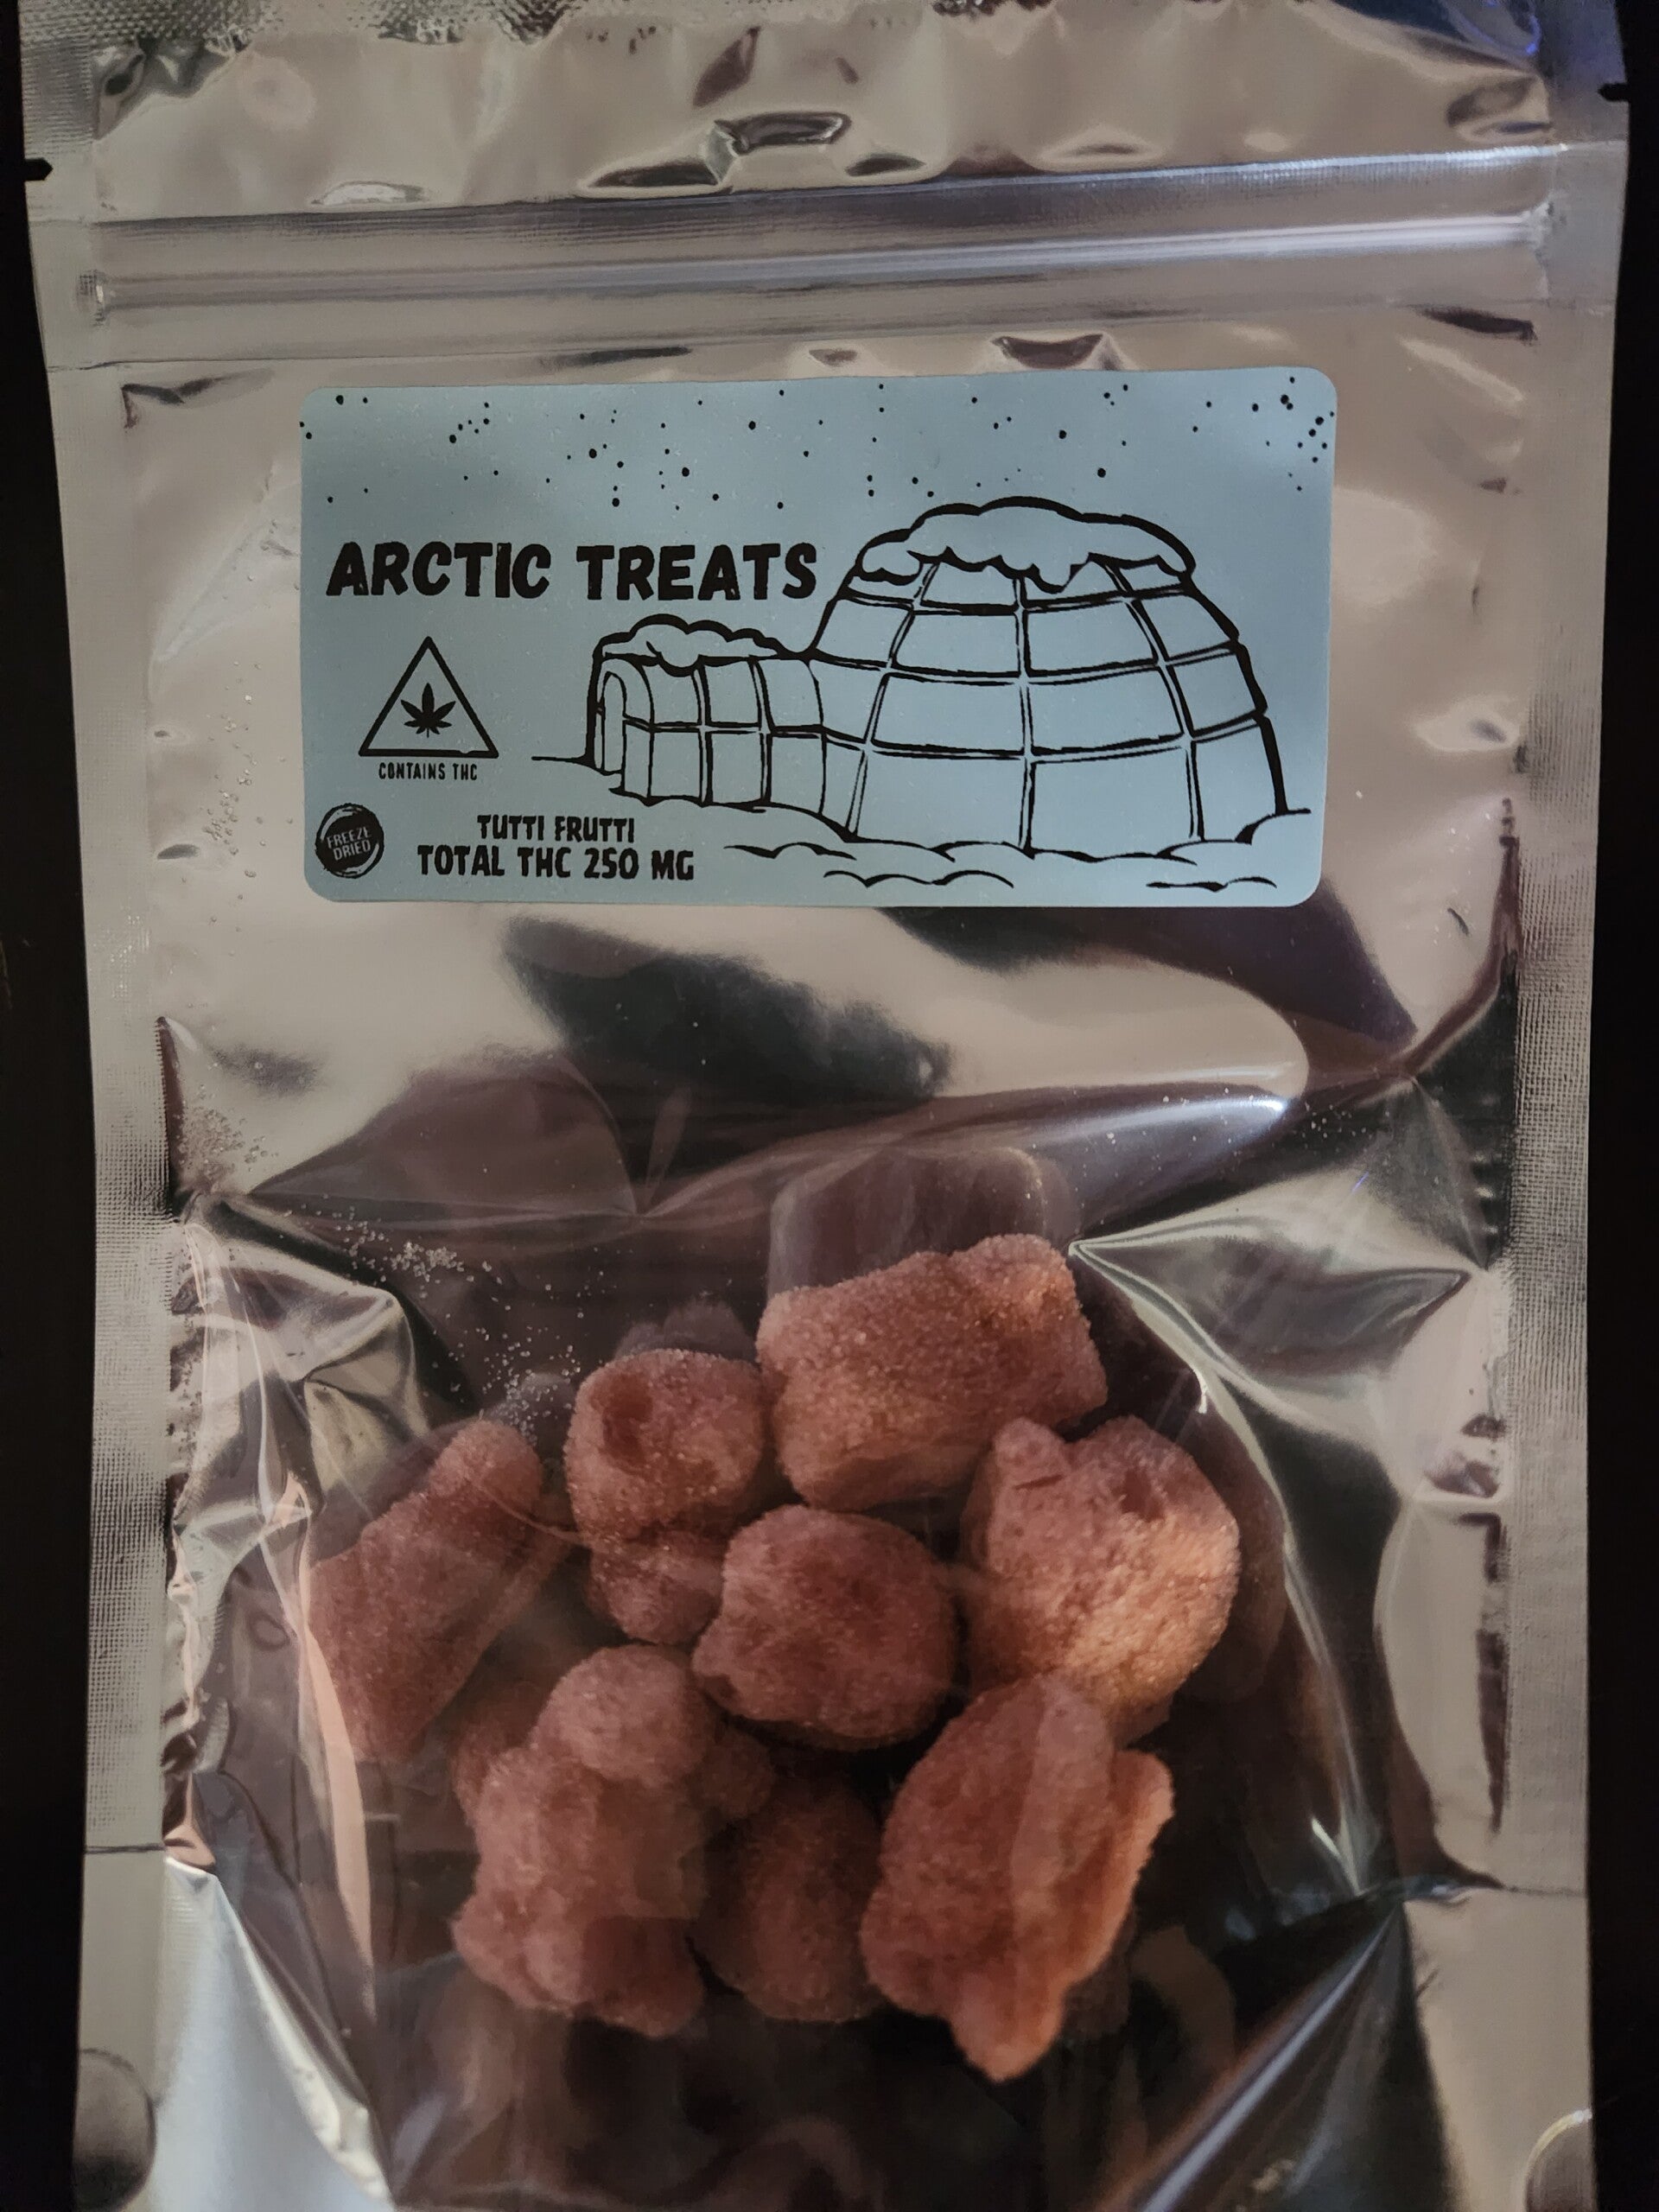 ARCTIC TREATS
CONTAINS THC
FREEZE
DRIED
TUTTI FRUTTI
TOTAL THC 250 MG